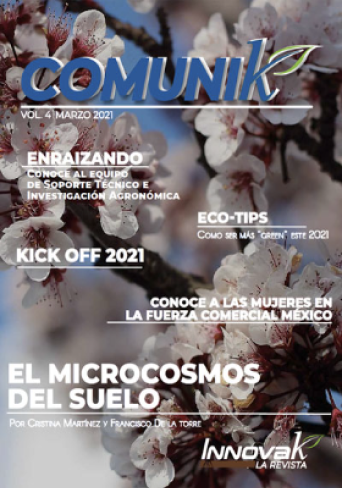 COMUNIK
VOL. 4 MARZO 2021
ENRAIZANDO
CONOCE AL EQUIPO
DE SOPORTE TÉCNICO E
INVESTIGACIÓN AGRONÓMICA
ECO-TIPS
COMO SER MÁS "GREEN" ESTE 2021
KICK OFF 2021
CONOCE A LAS MUJERES EN
LA FUERZA COMERCIAL MÉXICO
EL MICROCOSMOS
DEL SUELO
POR CRISTINA MARTÍNEZ Y FRANCISCO DE LA TORRE
INNOVAK
LA REVISTA